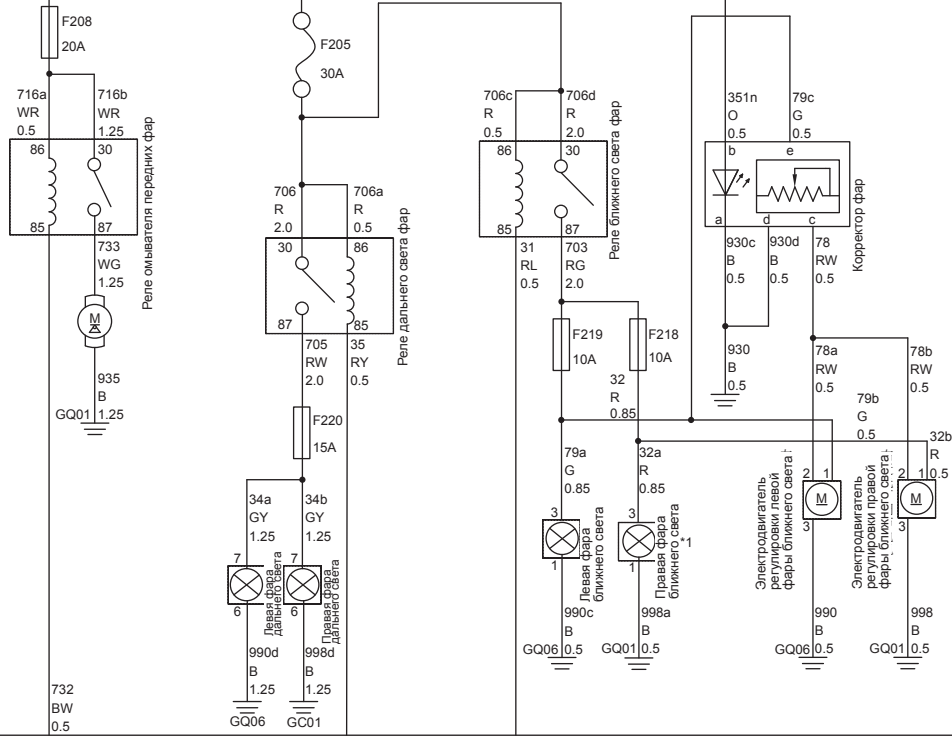 F208
20A
716a
WR
0.5
716b
WR
1.25
86
30
85
87
Реле омывателя передних фар
733
WG
1.25
M
935
B
1.25
GQ01
732
BW
0.5
F205
30A
706
R
2.0
706a
R
0.5
30
86
87
85
Реле дальнего света фар
705
RW
2.0
35
RY
0.5
F220
15A
34a
GY
1.25
34b
GY
1.25
7
6
Левая фара
дальнего света
7
6
Правая фара
дальнего света
990d
B
1.25
998d
B
1.25
GQ06
GC01
706c
R
0.5
706d
R
2.0
86
30
85
87
Реле ближнего света фар
31
RL
0.5
703
RG
2.0
F219
10A
F218
10A
32
R
0.85
79a
G
0.85
32a
R
0.85
3
1
Левая фара
ближнего света
3
1
Правая фара
ближнего света
*1
990c
B
0.5
GQ06
998a
B
0.5
GQ01
351n
O
0.5
79c
G
0.5
b
e
a
d
c
Корректор фар
930c
B
0.5
930d
B
0.5
78
RW
0.5
930
B
0.5
78a
RW
0.5
78b
RW
0.5
79b
G
0.5
32b
R
0.5
2
1
M
3
Электродвигатель
регулировки левой
фары ближнего света
2
1
M
3
Электродвигатель
регулировки правой
фары ближнего света
990
B
0.5
GQ06
998
B
0.5
GQ01